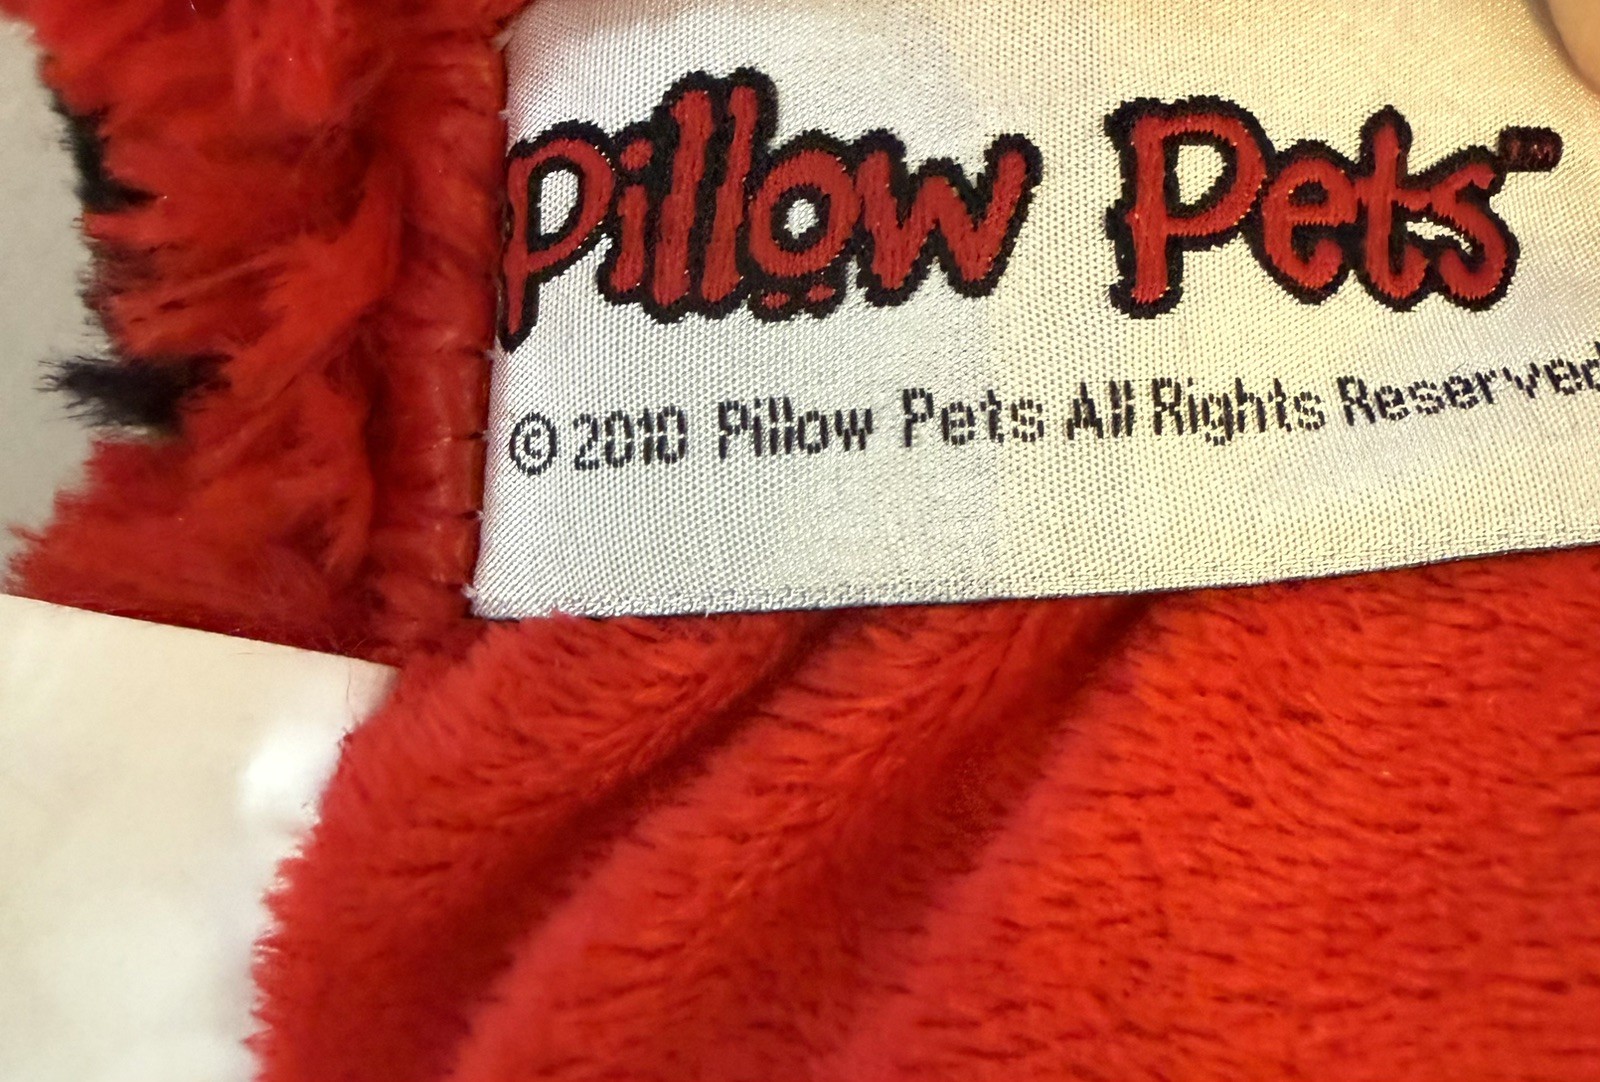 Pillow Pets™
© 2010 Pillow Pets All Rights Reserved